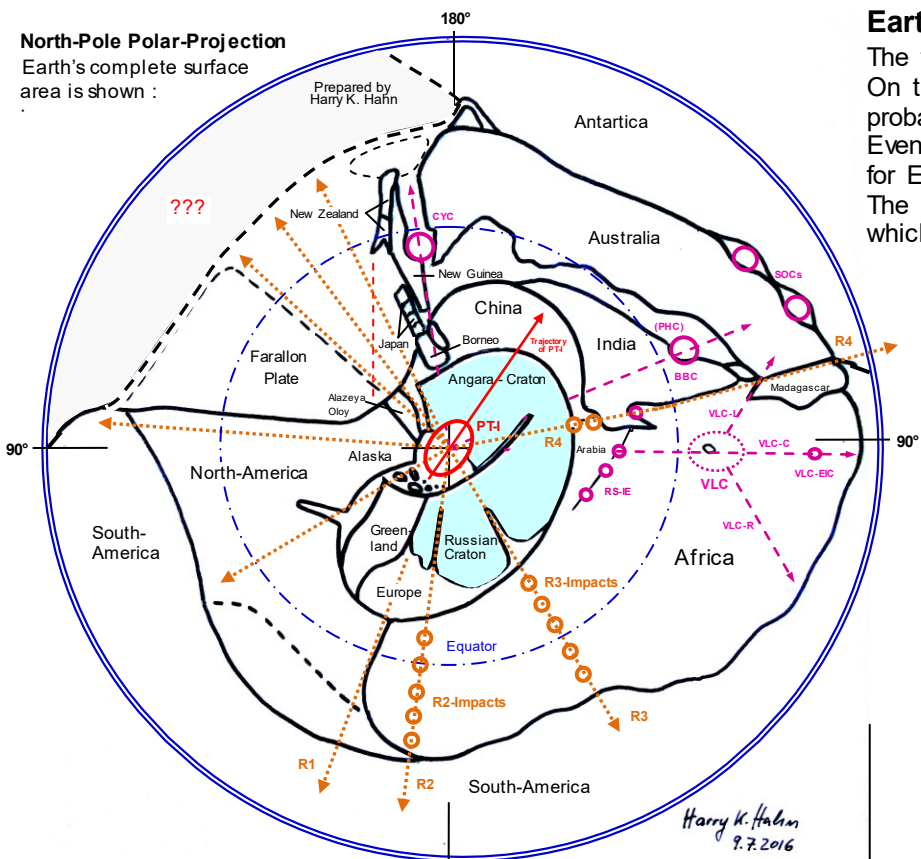 180º
North-Pole Polar-Projection
Earth's complete surface
area is shown :
Prepared by
Harry K. Hahn
Eart
The
On t
proba
Even
for E
The
which
Antartica
???
New Zealand
CYC
Australia
SOCs
New Guinea
China
(PHC)
R4
Japan
Borneo
Trajectory
of PT-I
India
BBC
Farallon
Plate
Angara - Craton
Madagascar
Alazeya
Oloy
PT-I
R4
VLC-L
90º
Alaska
Arabia
VLC-C
90º
North-America
RS-IE
VLC
VLC-EIC
South-
America
Green-
land
Russian-
Craton
VLC-R
Africa
Europe
R3-Impacts
Equator
R2-Impacts
R3
R1
R2
South-America
Harry K. Hahn
9.7.2016